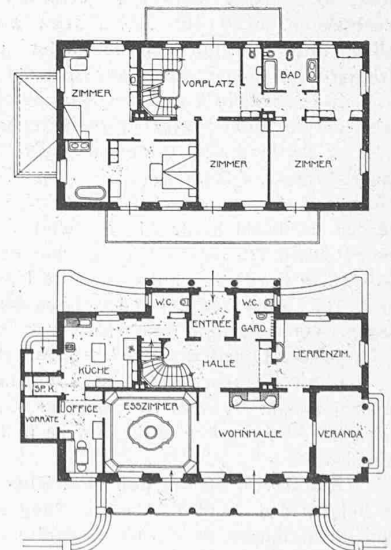 ZIMMER
VORPLATZ
BAD
ZIMMER
ZIMMER
W.C.
W.C.
ENTRÉE
GARD.
KÜCHE
HALLE
HERRENZIM.
SP.K.
OFFICE
ESSZIMMER
VORRÄTE
WOHNHALLE
VERANDA